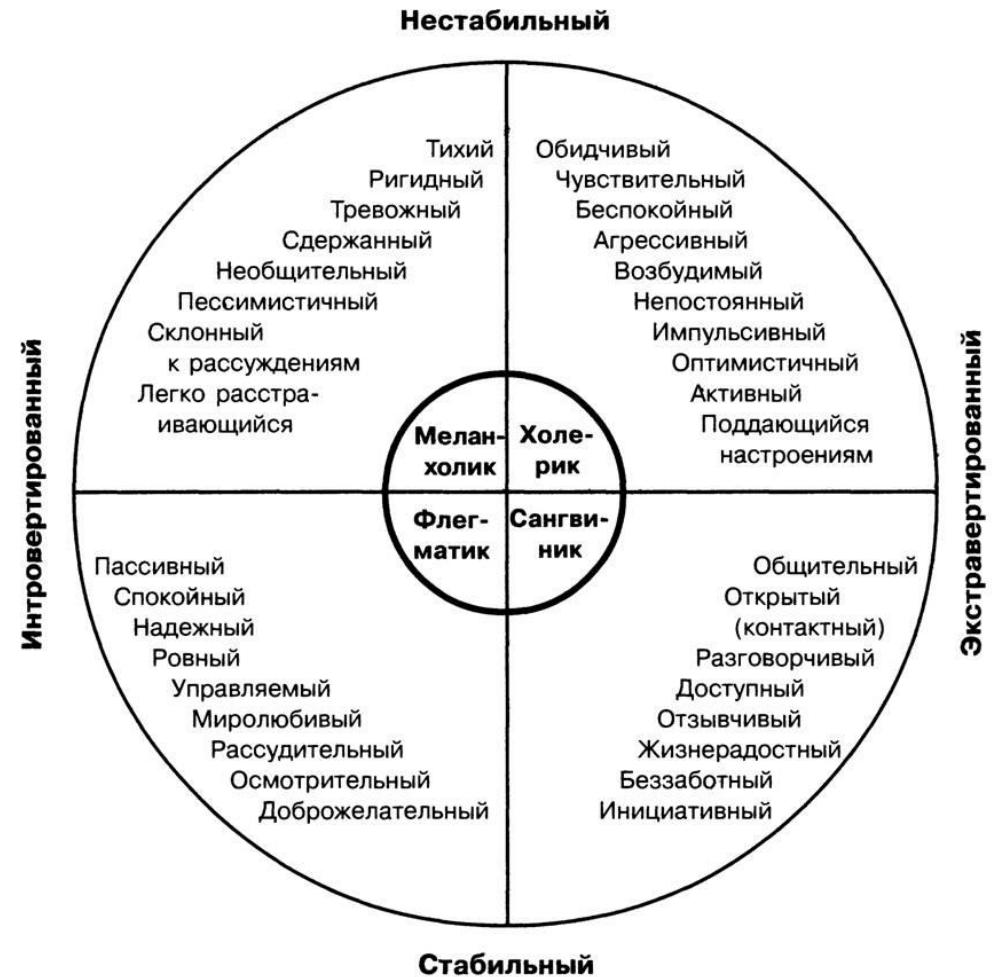 Нестабильный
Тихий
Ригидный
Тревожный
Сдержанный
Необщительный
Пессимистичный
Склонный
к рассуждениям
Легко расстра-
ивающийся
Обидчивый
Чувствительный
Беспокойный
Агрессивный
Возбудимый
Непостоянный
Импульсивный
Оптимистичный
Активный
Поддающийся
настроениям
Интровертированный
Экстравертированный
Мелан-
холик
Холе-
рик
Флег-
матик
Сангви-
ник
Пассивный
Спокойный
Надежный
Ровный
Управляемый
Миролюбивый
Рассудительный
Осмотрительный
Доброжелательный
Общительный
Открытый
(контактный)
Разговорчивый
Доступный
Отзывчивый
Жизнерадостный
Беззаботный
Инициативный
Стабильный